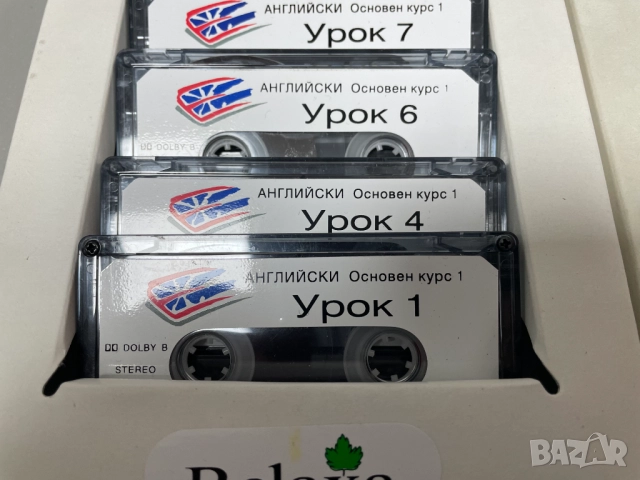 АНГЛИЙСКИ Основен курс 1
Урок 7
АНГЛИЙСКИ Основен курс 1
Урок 6
DOLBY B
АНГЛИЙСКИ Основен курс 1
Урок 4
АНГЛИЙСКИ Основен курс 1
Урок 1
DOLBY B
STEREO
BAZAR